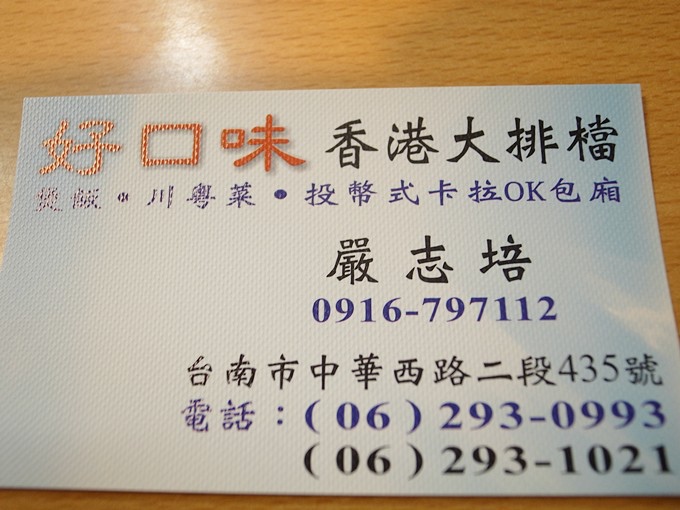 好口味 香港大排檔
煲飯•川粵菜•投幣式卡拉OK包廂
嚴志培
0916-797112
台南市中華西路二段435號
電話：(06)293-0993
(06)293-1021